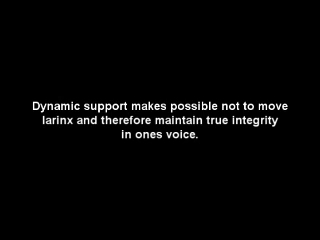 Dynamic support makes possible not to move
larinx and therefore maintain true integrity
in ones voice.